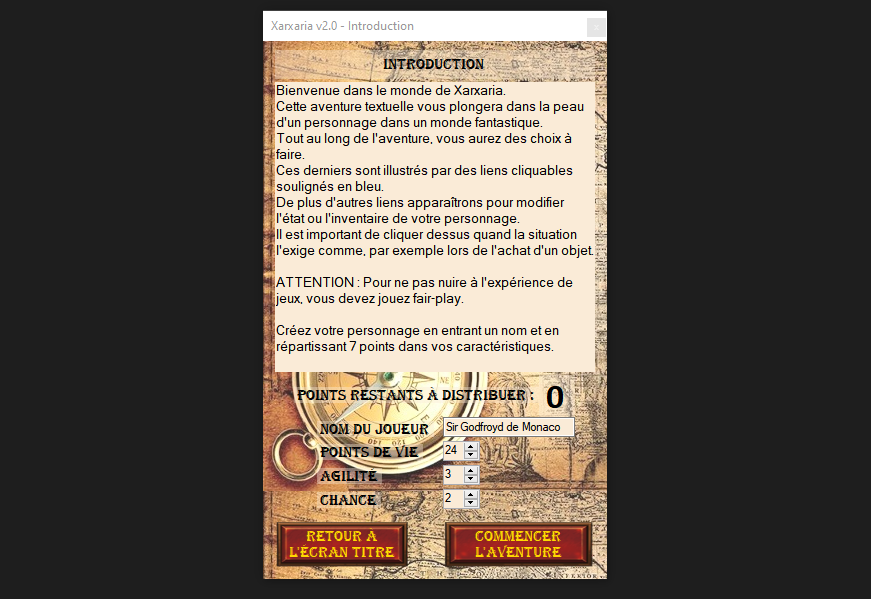 Xarxaria v2.0 - Introduction
INTRODUCTION
Bienvenue dans le monde de Xarxaria.
Cette aventure textuelle vous plongera dans la peau
d'un personnage dans un monde fantastique.
Tout au long de l'aventure, vous aurez des choix à
faire.
Ces derniers sont illustrés par des liens cliquables
soulignés en bleu.
De plus d'autres liens apparaîtrons pour modifier
l'état ou l'inventaire de votre personnage.
Il est important de cliquer dessus quand la situation
l'exige comme, par exemple lors de l'achat d'un objet.
ATTENTION : Pour ne pas nuire à l'expérience de
jeux, vous devez jouez fair-play.
Créez votre personnage en entrant un nom et en
répartissant 7 points dans vos caractéristiques.
POINTS RESTANTS À DISTRIBUER : 0
NOM DU JOUEUR Sir Godfroyd de Monaco
POINTS DE VIE 24
AGILITÉ 3
CHANCE 2
RETOUR À
L'ÉCRAN TITRE
COMMENCER
L'AVENTURE